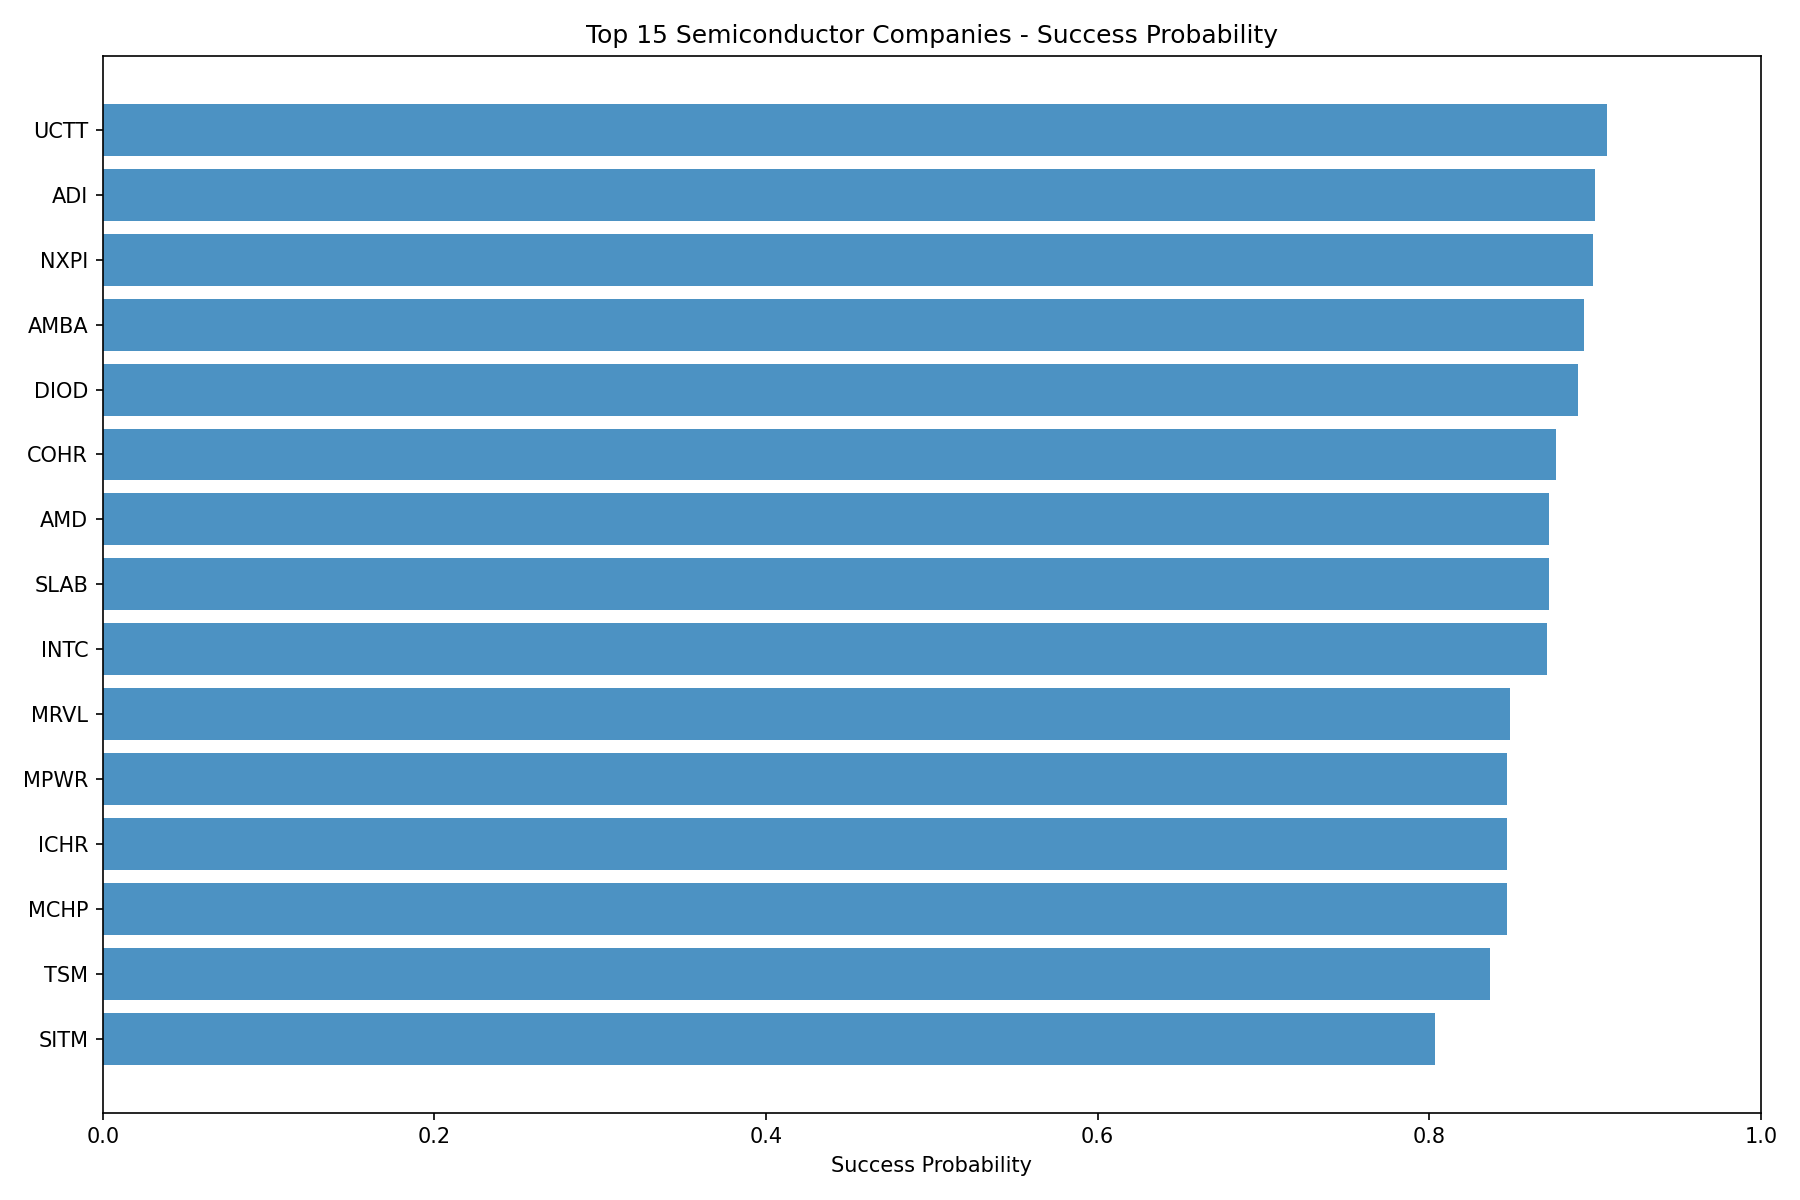 Top 15 Semiconductor Companies - Success Probability
UCTT
ADI
NXPI
AMBA
DIOD
COHR
AMD
SLAB
INTC
MRVL
MPWR
ICHR
MCHP
TSM
SITM
0.0 0.2 0.4 0.6 0.8 1.0
Success Probability